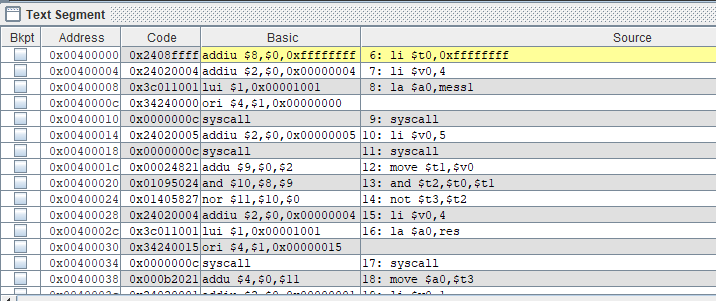 Text Segment
Bkpt Address Code Basic Source
0x00400000 0x2408ffff addiu $8,$0,0xffffffff 6: li $t0,0xffffffff
0x00400004 0x24020004 addiu $2,$0,0x00000004 7: li $v0,4
0x00400008 0x3c011001 lui $1,0x00001001 8: la $a0,mess1
0x0040000c 0x34240000 ori $4,$1,0x00000000
0x00400010 0x0000000c syscall 9: syscall
0x00400014 0x24020005 addiu $2,$0,0x00000005 10: li $v0,5
0x00400018 0x0000000c syscall 11: syscall
0x0040001c 0x00024821 addu $9,$0,$2 12: move $t1,$v0
0x00400020 0x01095024 and $10,$8,$9 13: and $t2,$t0,$t1
0x00400024 0x01405827 nor $11,$10,$0 14: not $t3,$t2
0x00400028 0x24020004 addiu $2,$0,0x00000004 15: li $v0,4
0x0040002c 0x3c011001 lui $1,0x00001001 16: la $a0,res
0x00400030 0x34240015 ori $4,$1,0x00000015
0x00400034 0x0000000c syscall 17: syscall
0x00400038 0x000b2021 addu $4,$0,$11 18: move $a0,$t3